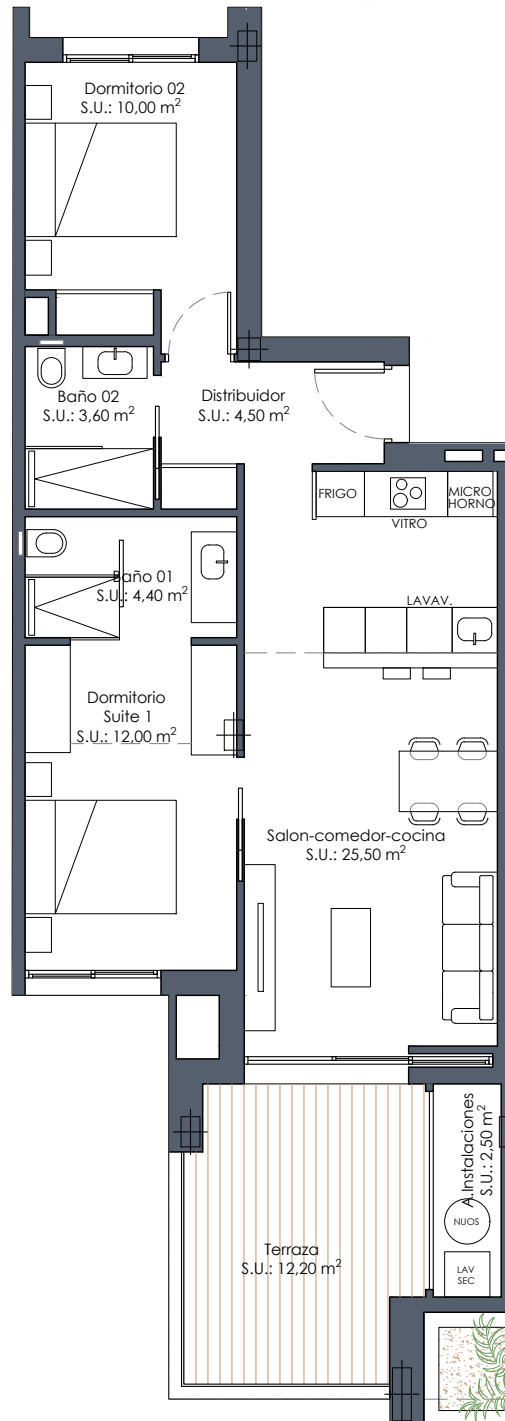 Dormitorio 02
S.U.: 10,00 m²
Baño 02
S.U.: 3,60 m²
Distribuidor
S.U.: 4,50 m²
FRIGO
VITRO
MICRO
HORNO
Baño 01
S.U.: 4,40 m²
LAVAV.
Dormitorio
Suite 1
S.U.: 12,00 m²
Salon-comedor-cocina
S.U.: 25,50 m²
A.Instalaciones
S.U.: 2,50 m²
NUOS
LAV
SEC
Terraza
S.U.: 12,20 m²